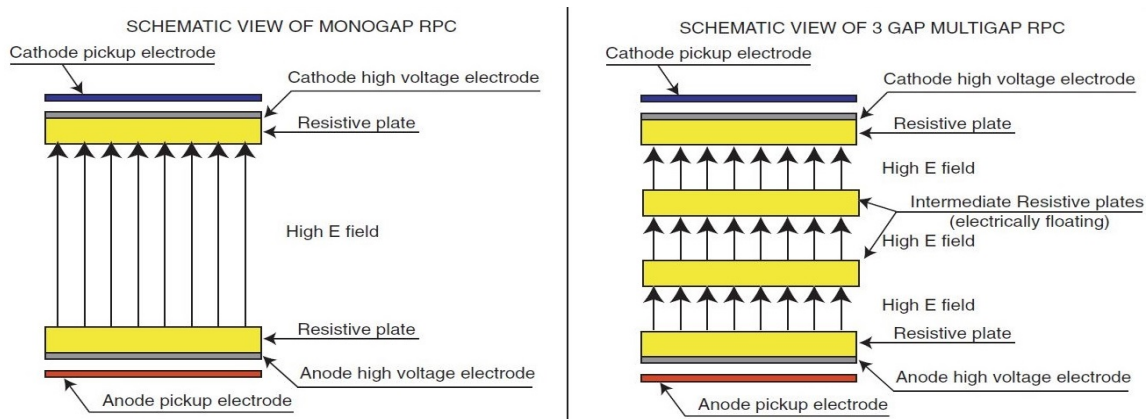 SCHEMATIC VIEW OF MONOGAP RPC
Cathode pickup electrode
Cathode high voltage electrode
Resistive plate
High E field
Resistive plate
Anode high voltage electrode
Anode pickup electrode
SCHEMATIC VIEW OF 3 GAP MULTIGAP RPC
Cathode pickup electrode
Cathode high voltage electrode
Resistive plate
High E field
Intermediate Resistive plates
(electrically floating)
High E field
High E field
Resistive plate
Anode high voltage electrode
Anode pickup electrode